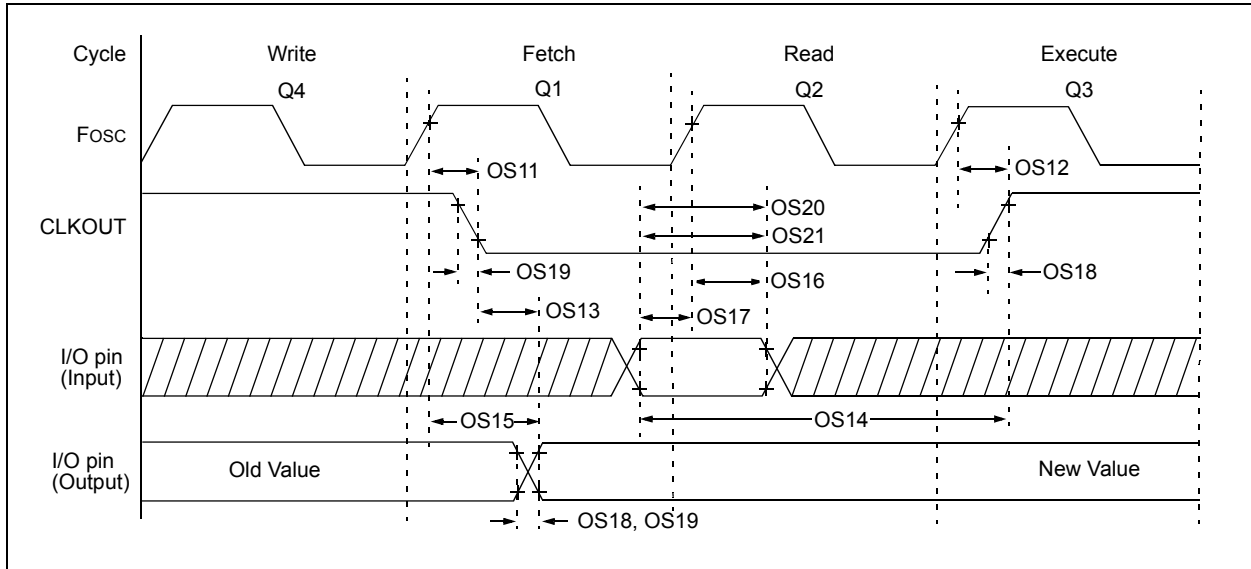 Cycle Write Fetch Read Execute
Q4 Q1 Q2 Q3
FOSC
OS11 OS12
OS20
CLKOUT
OS21
OS19 OS16 OS18
OS13 OS17
I/O pin
(Input)
OS15 OS14
I/O pin
(Output)
Old Value New Value
OS18, OS19